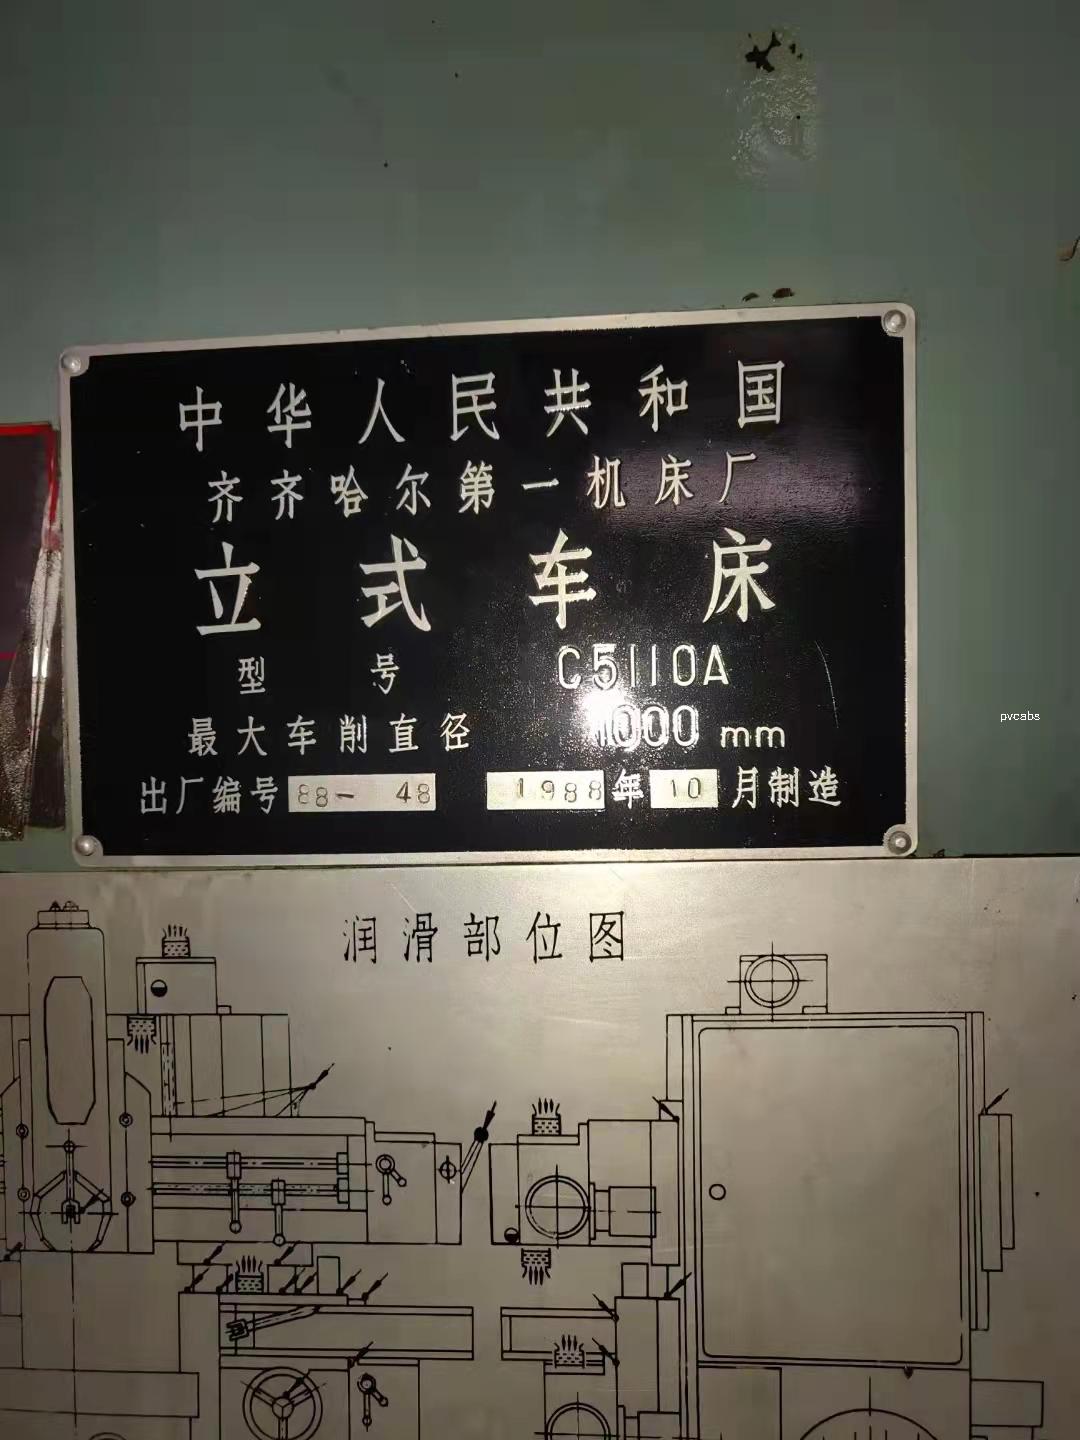 中华人民共和国
齐齐哈尔第一机床厂
立式车床
型号 C5110A
最大车削直径 1000 mm
出厂编号 88- 48 1988年 10 月制造
pvcabs
润滑部位图